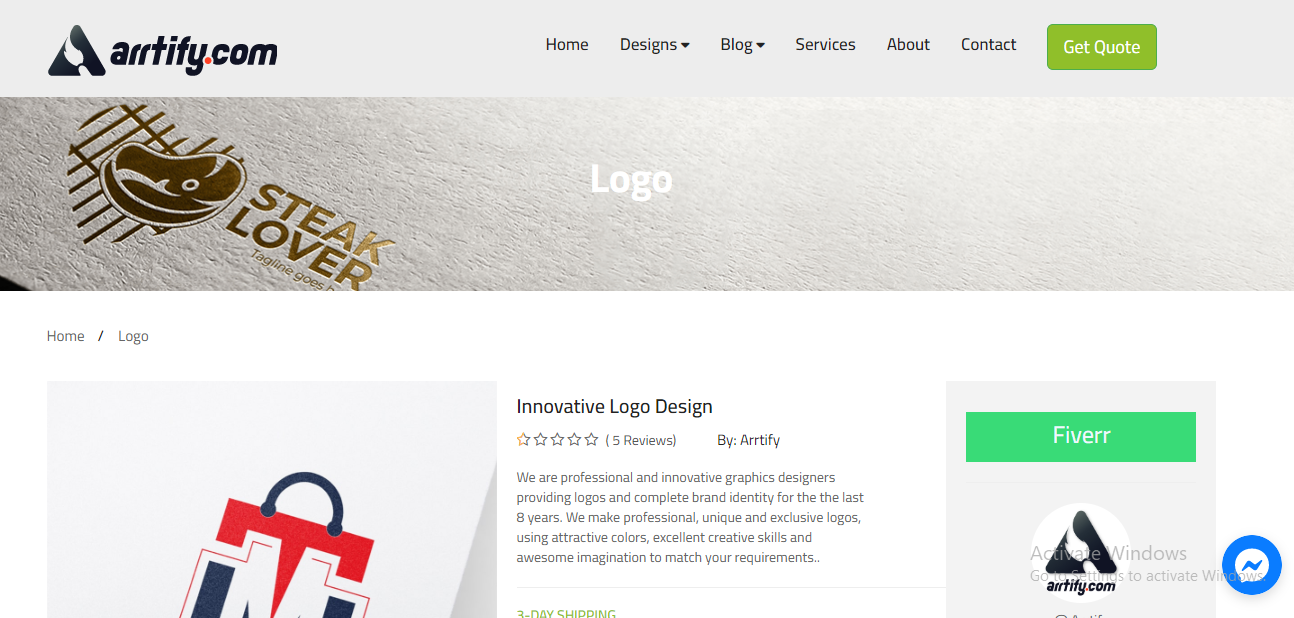 arrtify.com
Home Designs Blog Services About Contact Get Quote
Logo
STEAK
LOVER
Tagline goes
Home / Logo
Innovative Logo Design
( 5 Reviews) By: Arrtify
We are professional and innovative graphics designers
providing logos and complete brand identity for the the last
8 years. We make professional, unique and exclusive logos,
using attractive colors, excellent creative skills and
awesome imagination to match your requirements..
3-DAY SHIPPING
Fiverr
arrtify.com
Activate Windows
Go to Settings to activate Windows.